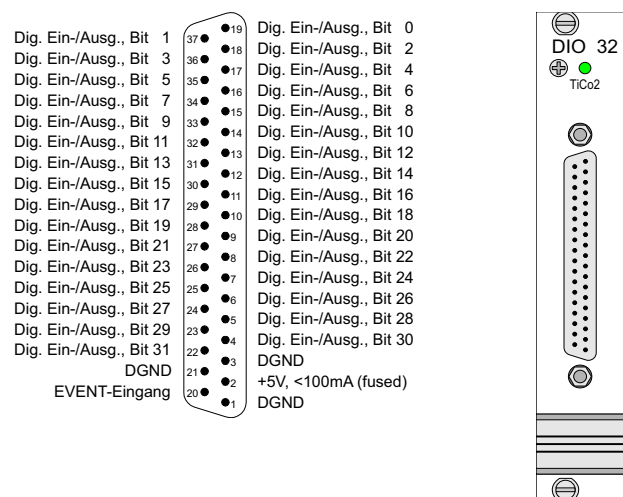 Dig. Ein-/Ausg., Bit 1 37 19 Dig. Ein-/Ausg., Bit 0
Dig. Ein-/Ausg., Bit 3 36 18 Dig. Ein-/Ausg., Bit 2
Dig. Ein-/Ausg., Bit 5 35 17 Dig. Ein-/Ausg., Bit 4
Dig. Ein-/Ausg., Bit 7 34 16 Dig. Ein-/Ausg., Bit 6
Dig. Ein-/Ausg., Bit 9 33 15 Dig. Ein-/Ausg., Bit 8
Dig. Ein-/Ausg., Bit 11 32 14 Dig. Ein-/Ausg., Bit 10
Dig. Ein-/Ausg., Bit 13 31 13 Dig. Ein-/Ausg., Bit 12
Dig. Ein-/Ausg., Bit 15 30 12 Dig. Ein-/Ausg., Bit 14
Dig. Ein-/Ausg., Bit 17 29 11 Dig. Ein-/Ausg., Bit 16
Dig. Ein-/Ausg., Bit 19 28 10 Dig. Ein-/Ausg., Bit 18
Dig. Ein-/Ausg., Bit 21 27 9 Dig. Ein-/Ausg., Bit 20
Dig. Ein-/Ausg., Bit 23 26 8 Dig. Ein-/Ausg., Bit 22
Dig. Ein-/Ausg., Bit 25 25 7 Dig. Ein-/Ausg., Bit 24
Dig. Ein-/Ausg., Bit 27 24 6 Dig. Ein-/Ausg., Bit 26
Dig. Ein-/Ausg., Bit 29 23 5 Dig. Ein-/Ausg., Bit 28
Dig. Ein-/Ausg., Bit 31 22 4 Dig. Ein-/Ausg., Bit 30
DGND 21 3 DGND
EVENT-Eingang 20 2 +5V, <100mA (fused)
1 DGND
DIO 32
TiCo2